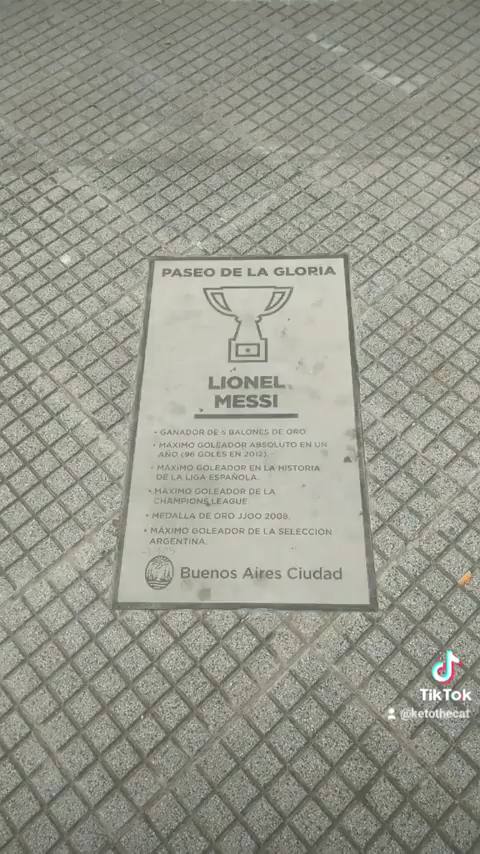 PASEO DE LA GLORIA
LIONEL
MESSI
• GANADOR DE 5 BALONES DE ORO
• MÁXIMO GOLEADOR ABSOLUTO EN UN
AÑO (96 GOLES EN 2012).
• MÁXIMO GOLEADOR EN LA HISTORIA
DE LA LIGA ESPAÑOLA.
• MÁXIMO GOLEADOR DE LA
CHAMPIONS LEAGUE
• MEDALLA DE ORO JJOO 2008.
• MÁXIMO GOLEADOR DE LA SELECCIÓN
ARGENTINA.
Buenos Aires Ciudad
TikTok
@ketothecat